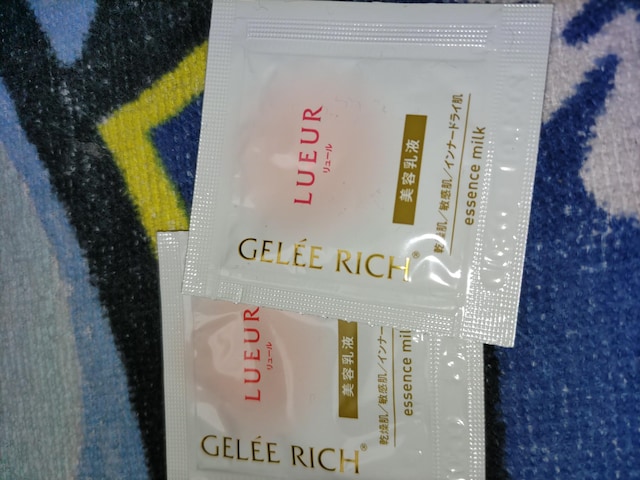 LUEUR
リュール
美容乳液
乾燥肌/敏感肌/インナードライ肌
essence milk
GELÉE RICH®
LUEUR
リュール
美容乳液
乾燥肌/敏感肌/インナー
essence mil
GELÉE RICH®